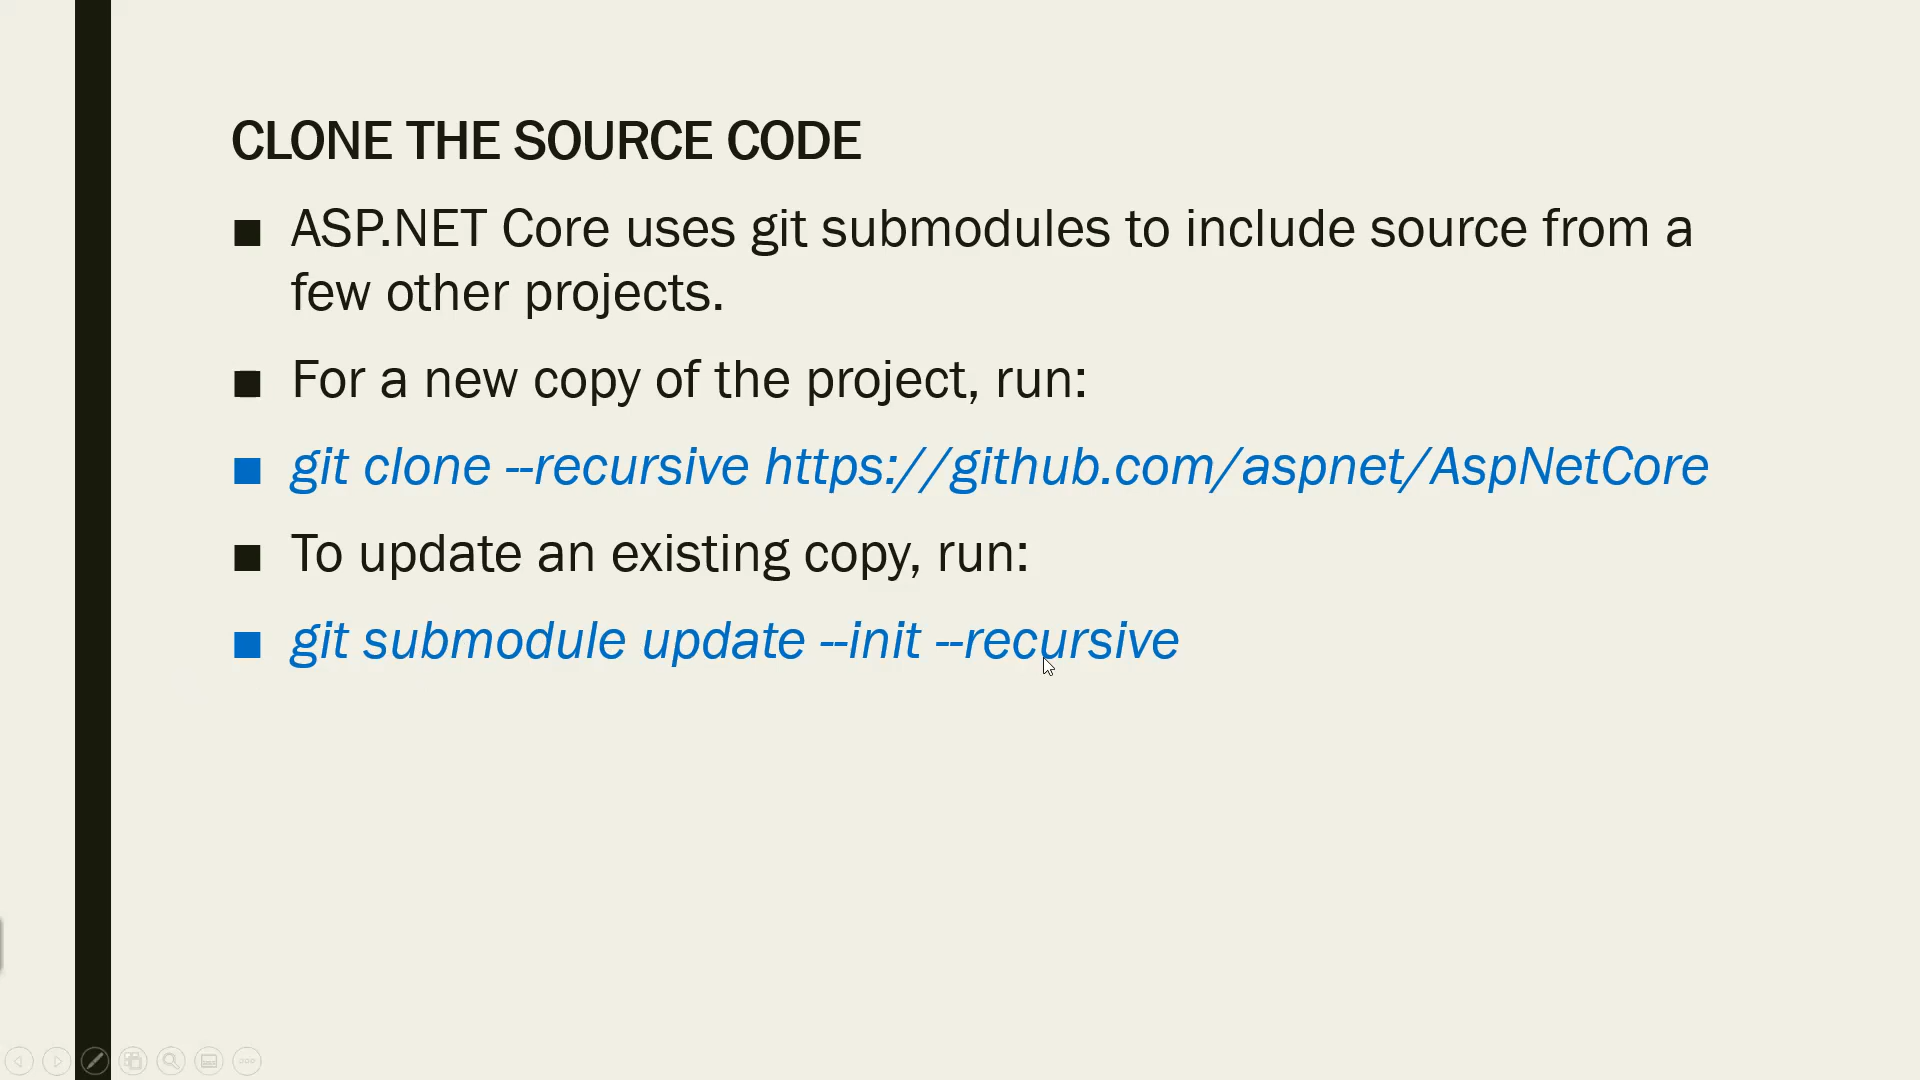 CLONE THE SOURCE CODE
■ ASP.NET Core uses git submodules to include source from a
few other projects.
■ For a new copy of the project, run:
■ git clone --recursive https://github.com/aspnet/AspNetCore
■ To update an existing copy, run:
■ git submodule update --init --recursive